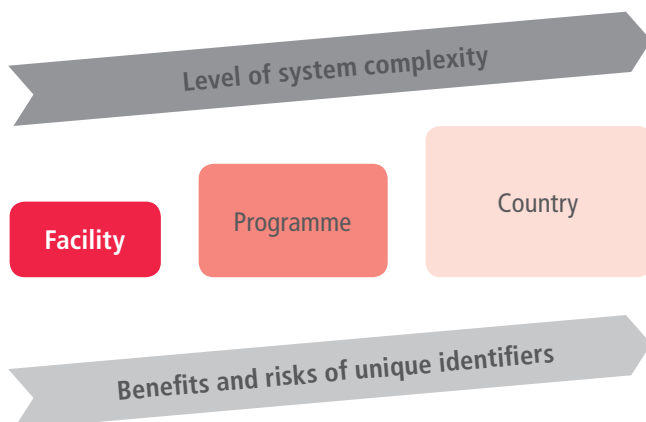 Level of system complexity
Facility
Programme
Country
Benefits and risks of unique identifiers